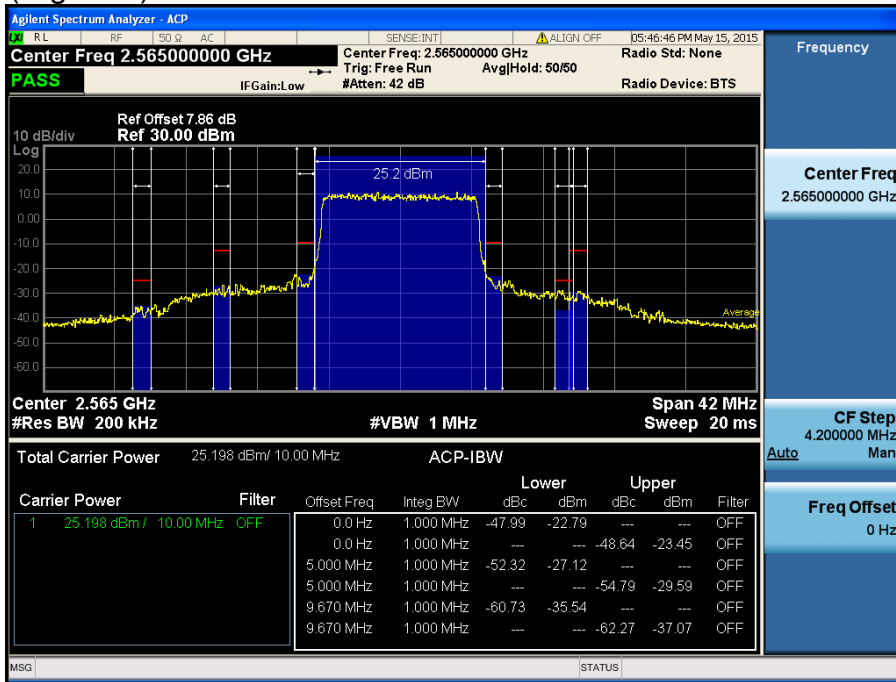 Agilent Spectrum Analyzer - ACP
LXI RL RF 50 Ω AC SENSE:INT ALIGN OFF 05:46:46 PM May 15, 2015
Center Freq 2.565000000 GHz Center Freq: 2.565000000 GHz Radio Std: None
Trig: Free Run Avg|Hold: 50/50
PASS IFGain:Low #Atten: 42 dB Radio Device: BTS
Ref Offset 7.86 dB
10 dB/div Ref 30.00 dBm
Log
20.0
25.2 dBm
10.0
0.00
-10.0
-20.0
-30.0
-40.0
Average
-50.0
-60.0
Center 2.565 GHz Span 42 MHz
#Res BW 200 kHz #VBW 1 MHz Sweep 20 ms
Total Carrier Power 25.198 dBm/ 10.00 MHz ACP-IBW
Lower Upper
Carrier Power Filter Offset Freq Integ BW dBc dBm dBc dBm Filter
1 25.198 dBm / 10.00 MHz OFF 0.0 Hz 1.000 MHz -47.99 -22.79 --- --- OFF
0.0 Hz 1.000 MHz --- --- -48.64 -23.45 OFF
5.000 MHz 1.000 MHz -52.32 -27.12 --- --- OFF
5.000 MHz 1.000 MHz --- --- -54.79 -29.59 OFF
9.670 MHz 1.000 MHz -60.73 -35.54 --- --- OFF
9.670 MHz 1.000 MHz --- --- -62.27 -37.07 OFF
MSG STATUS
Frequency
Center Freq
2.565000000 GHz
CF Step
4.200000 MHz
Auto Man
Freq Offset
0 Hz